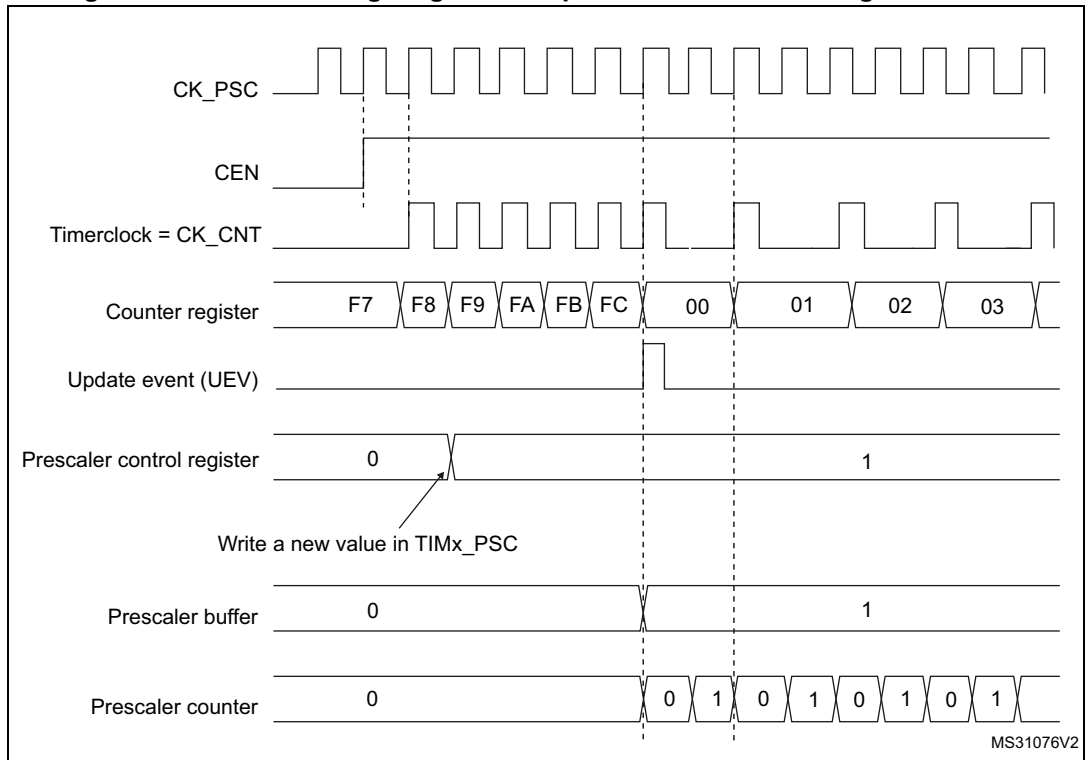 CK_PSC
CEN
Timerclock = CK_CNT
Counter register F7 F8 F9 FA FB FC 00 01 02 03
Update event (UEV)
Prescaler control register 0 1
Write a new value in TIMx_PSC
Prescaler buffer 0 1
Prescaler counter 0 0 1 0 1 0 1 0 1
MS31076V2